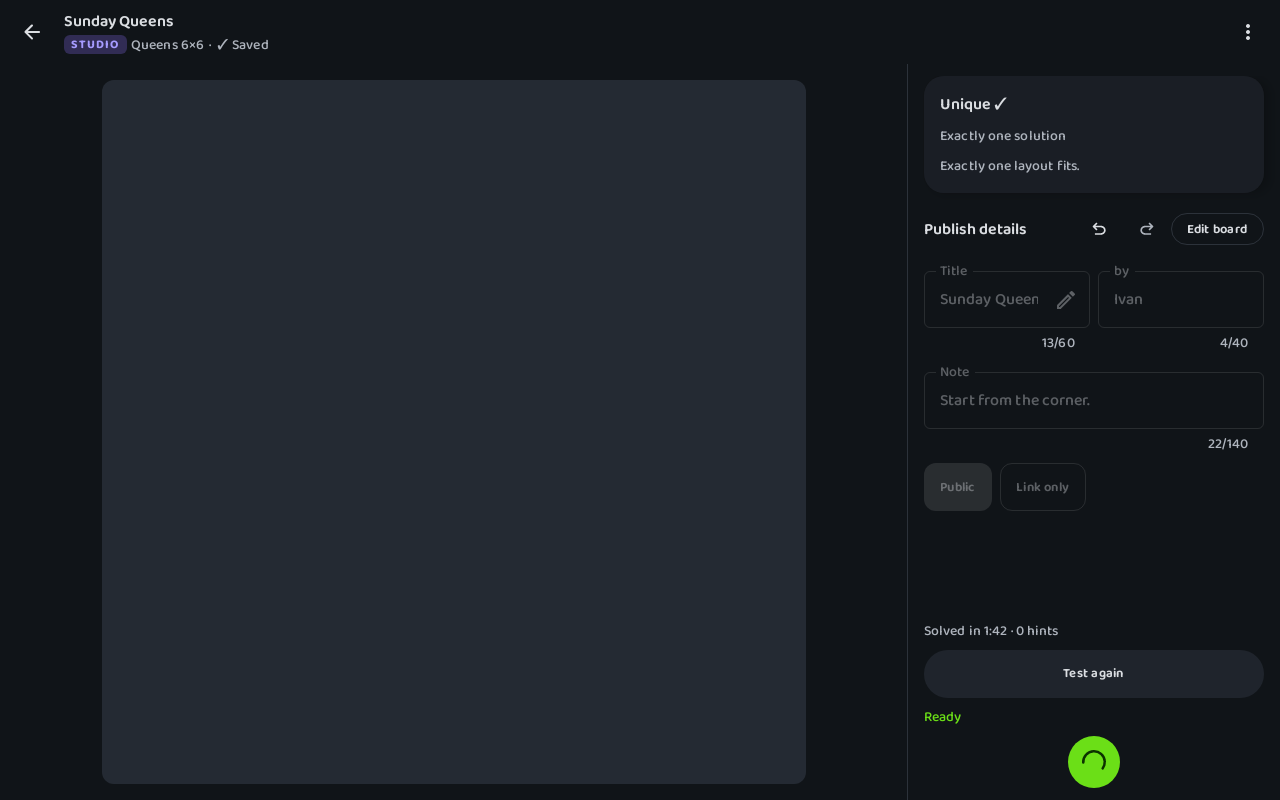 Sunday Queens
STUDIO Queens 6×6 · ✓ Saved
Unique ✓
Exactly one solution
Exactly one layout fits.
Publish details
Edit board
Title
by
Sunday Queen
Ivan
13/60
4/40
Note
Start from the corner.
22/140
Public
Link only
Solved in 1:42 · 0 hints
Test again
Ready